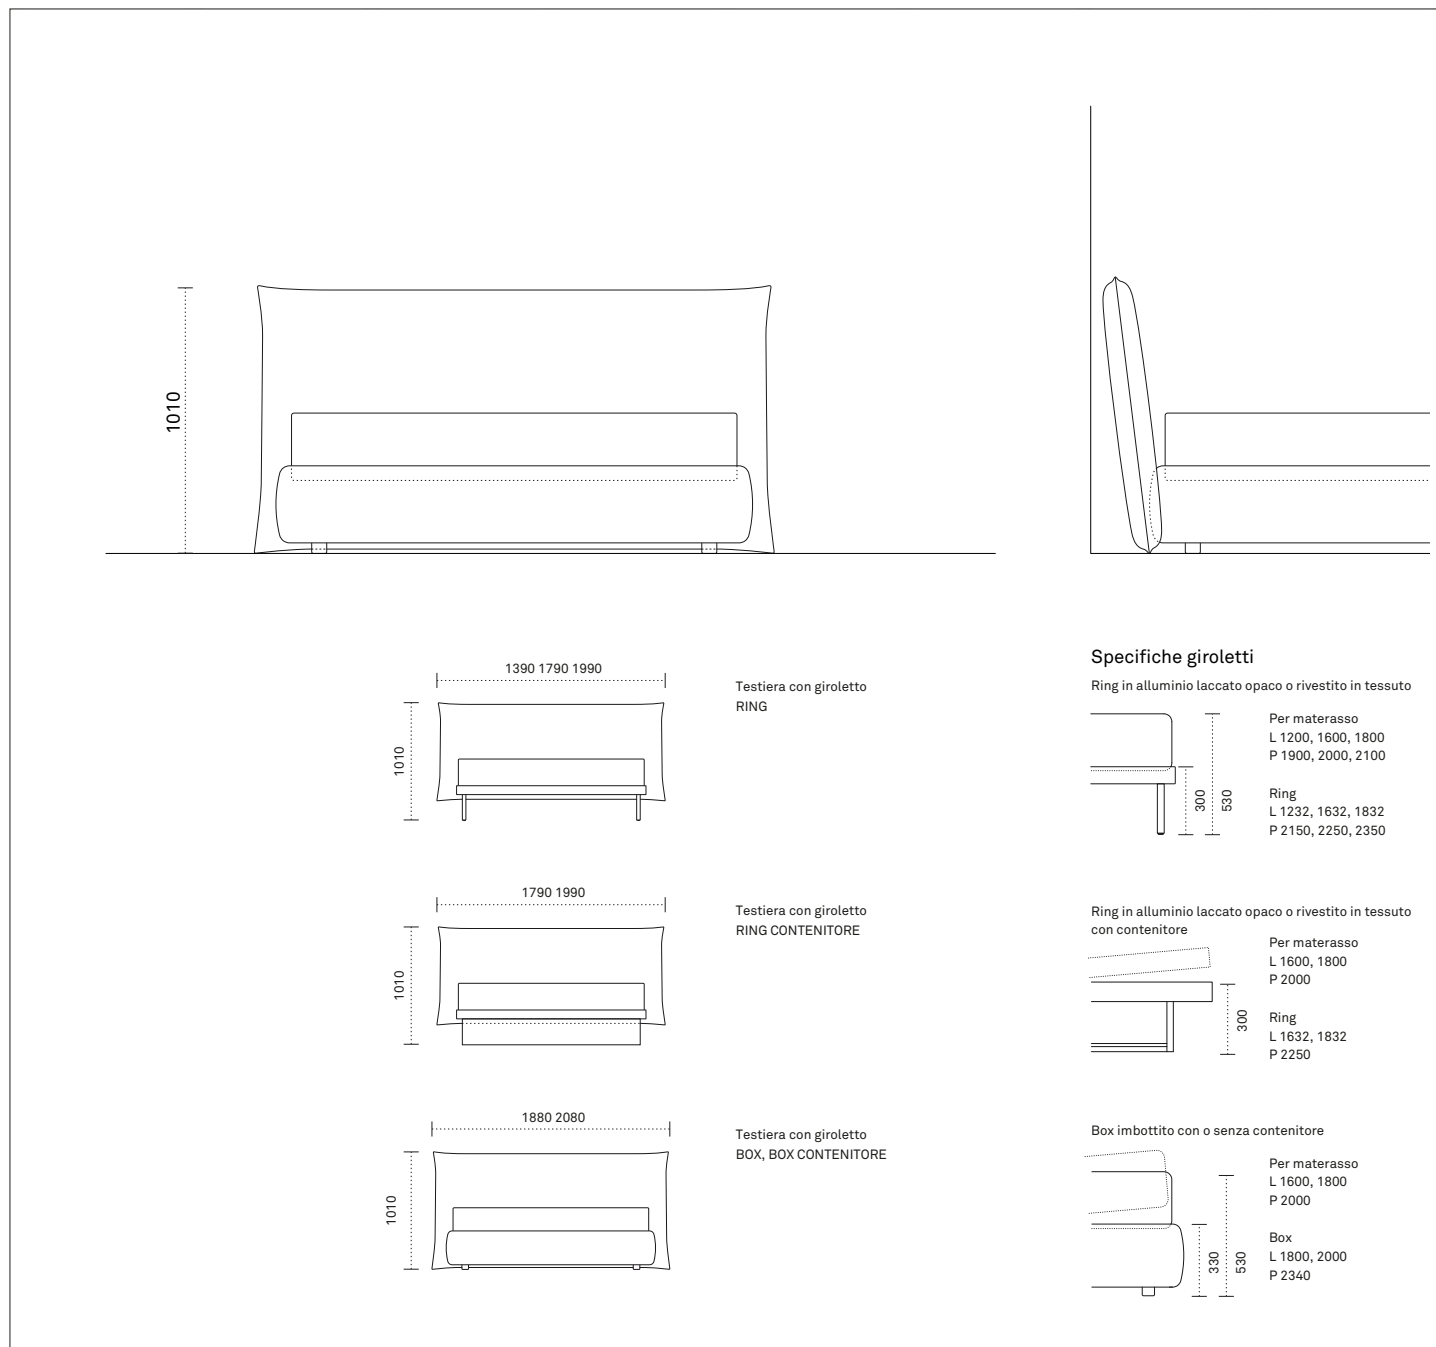 1010
1390 1790 1990
1010
Testiera con giroletto
RING
1790 1990
1010
Testiera con giroletto
RING CONTENITORE
1880 2080
1010
Testiera con giroletto
BOX, BOX CONTENITORE
Specifiche giroletti
Ring in alluminio laccato opaco o rivestito in tessuto
300
530
Per materasso
L 1200, 1600, 1800
P 1900, 2000, 2100
Ring
L 1232, 1632, 1832
P 2150, 2250, 2350
Ring in alluminio laccato opaco o rivestito in tessuto
con contenitore
300
Per materasso
L 1600, 1800
P 2000
Ring
L 1632, 1832
P 2250
Box imbottito con o senza contenitore
330
530
Per materasso
L 1600, 1800
P 2000
Box
L 1800, 2000
P 2340